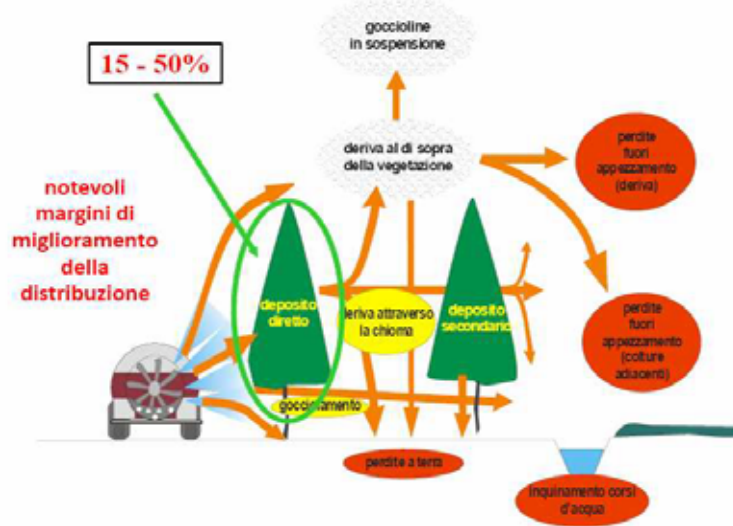 goccioline
in sospensione
15 - 50%
deriva al di sopra
della vegetazione
perdite
fuori
appezzamento
(deriva)
notevoli
margini di
miglioramento
della
distribuzione
deposito
diretto
deriva attraverso
la chioma
deposito
secondario
perdite
fuori
appezzamento
(colture
adiacenti)
gocciolamento
perdite a terra
inquinamento corsi
d'acqua